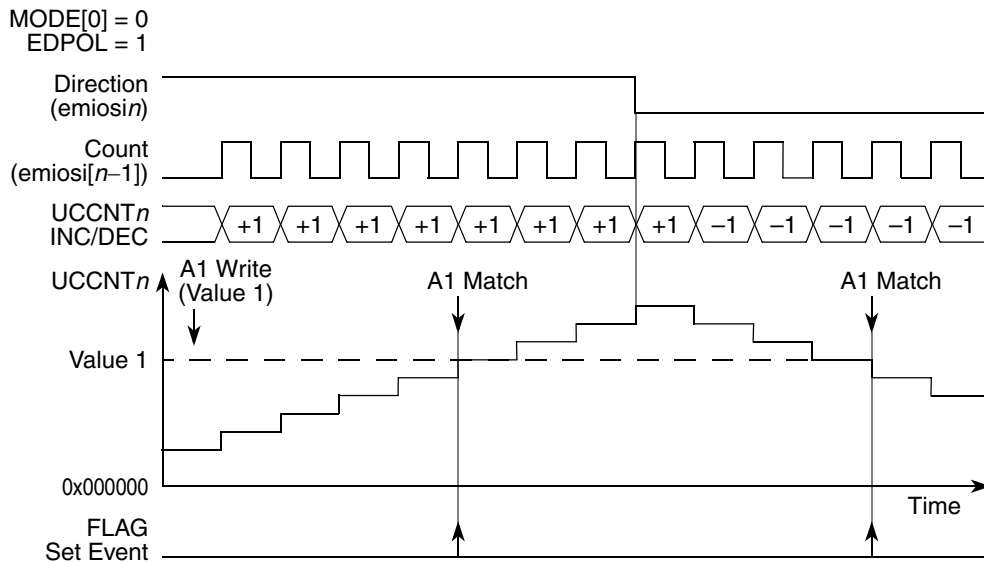 MODE[0] = 0
EDPOL = 1
Direction
(emiosin)
Count
(emiosi[n–1])
UCCNTn
INC/DEC
+1 +1 +1 +1 +1 +1 +1 +1 –1 –1 –1 –1 –1
UCCNTn
A1 Write
(Value 1)
A1 Match
A1 Match
Value 1
0x000000
Time
FLAG
Set Event